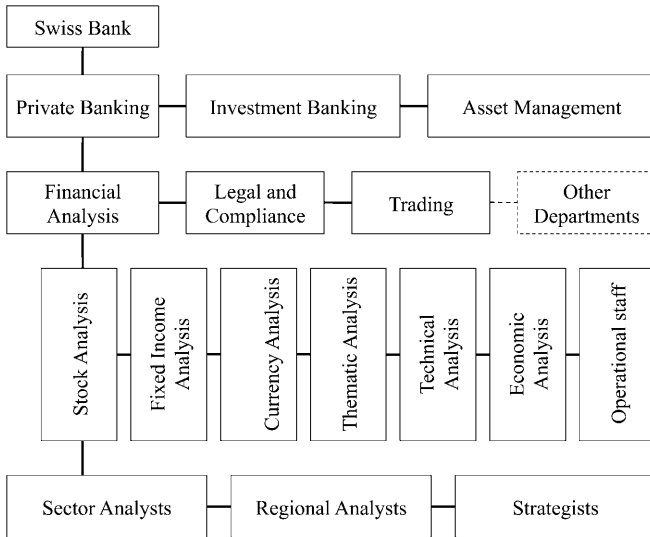 Swiss Bank
Private Banking
Investment Banking
Asset Management
Financial
Analysis
Legal and
Compliance
Trading
Other
Departments
Stock Analysis
Fixed Income
Analysis
Currency Analysis
Thematic Analysis
Technical
Analysis
Economic
Analysis
Operational staff
Sector Analysts
Regional Analysts
Strategists